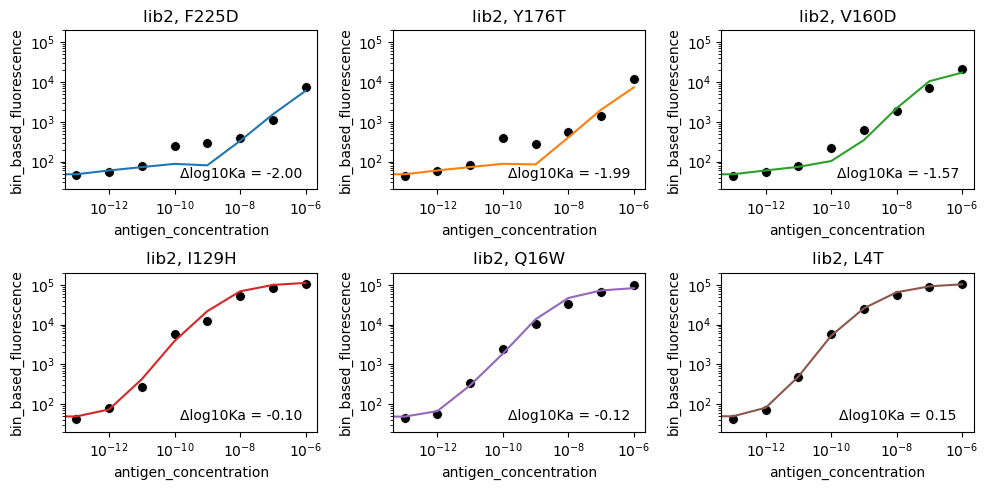 lib2, F225D
bin_based_fluorescence
10^5
10^4
10^3
10^2
Δlog10Ka = -2.00
10^-12
10^-10
10^-8
10^-6
antigen_concentration
lib2, Y176T
bin_based_fluorescence
10^5
10^4
10^3
10^2
Δlog10Ka = -1.99
10^-12
10^-10
10^-8
10^-6
antigen_concentration
lib2, V160D
bin_based_fluorescence
10^5
10^4
10^3
10^2
Δlog10Ka = -1.57
10^-12
10^-10
10^-8
10^-6
antigen_concentration
lib2, I129H
bin_based_fluorescence
10^5
10^4
10^3
10^2
Δlog10Ka = -0.10
10^-12
10^-10
10^-8
10^-6
antigen_concentration
lib2, Q16W
bin_based_fluorescence
10^5
10^4
10^3
10^2
Δlog10Ka = -0.12
10^-12
10^-10
10^-8
10^-6
antigen_concentration
lib2, L4T
bin_based_fluorescence
10^5
10^4
10^3
10^2
Δlog10Ka = 0.15
10^-12
10^-10
10^-8
10^-6
antigen_concentration